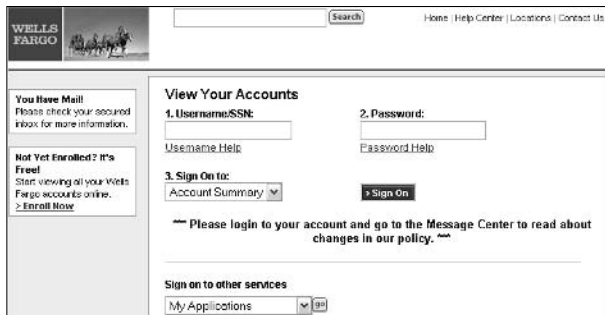 WELLS
FARGO
Search
Home | Help Center | Locations | Contact Us
You Have Mail!
Please check your secured
inbox for more information.
Not Yet Enrolled? It's
Free!
Start viewing all your Wells
Fargo accounts online.
> Enroll Now
View Your Accounts
1. Username/SSN:
2. Password:
Username Help
Password Help
3. Sign On to:
Account Summary
› Sign On
*** Please login to your account and go to the Message Center to read about
changes in our policy. ***
Sign on to other services
My Applications
go